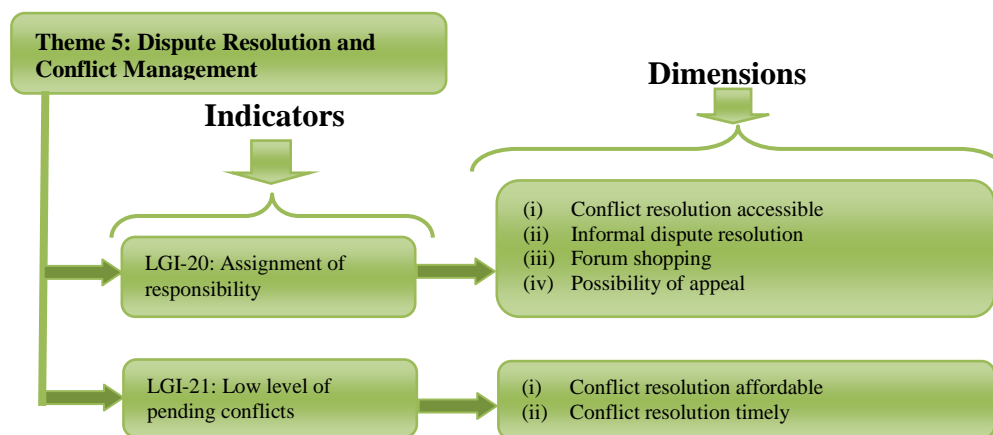 Theme 5: Dispute Resolution and
Conflict Management
Dimensions
Indicators
LGI-20: Assignment of
responsibility
(i) Conflict resolution accessible
(ii) Informal dispute resolution
(iii) Forum shopping
(iv) Possibility of appeal
LGI-21: Low level of
pending conflicts
(i) Conflict resolution affordable
(ii) Conflict resolution timely